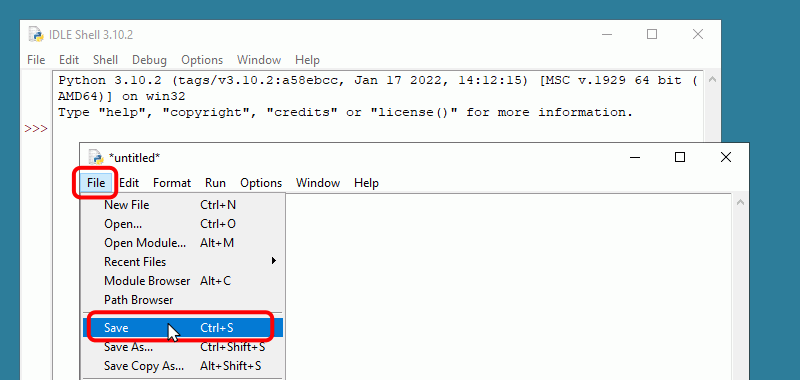 IDLE Shell 3.10.2
File Edit Shell Debug Options Window Help
Python 3.10.2 (tags/v3.10.2:a58ebcc, Jan 17 2022, 14:12:15) [MSC v.1929 64 bit (
AMD64)] on win32
Type "help", "copyright", "credits" or "license()" for more information.
>>>
*untitled*
File Edit Format Run Options Window Help
New File Ctrl+N
Open... Ctrl+O
Open Module... Alt+M
Recent Files
Module Browser Alt+C
Path Browser
Save Ctrl+S
Save As... Ctrl+Shift+S
Save Copy As... Alt+Shift+S